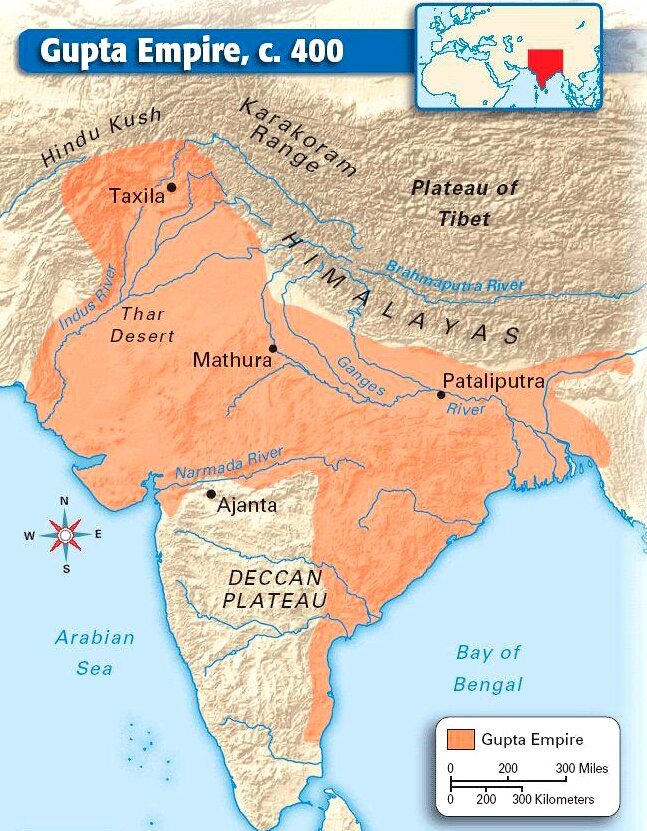 Gupta Empire, c. 400
Hindu Kush
Karakoram
Range
Plateau of
Tibet
Taxila
HIMALAYAS
Brahmaputra River
Indus River
Thar
Desert
Mathura
Ganges
River
Pataliputra
Narmada River
Ajanta
N
W E
S
DECCAN
PLATEAU
Arabian
Sea
Bay of
Bengal
Gupta Empire
0 200 300 Miles
0 200 300 Kilometers